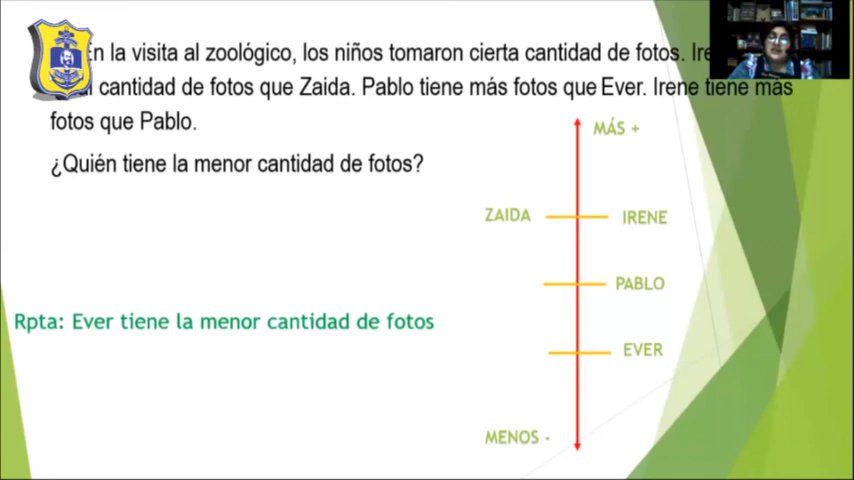 En la visita al zoológico, los niños tomaron cierta cantidad de fotos.
cantidad de fotos que Zaida. Pablo tiene más fotos que Ever. Irene tiene más
fotos que Pablo.
¿Quién tiene la menor cantidad de fotos?
MÁS +
ZAIDA
IRENE
PABLO
Rpta: Ever tiene la menor cantidad de fotos
EVER
MENOS -